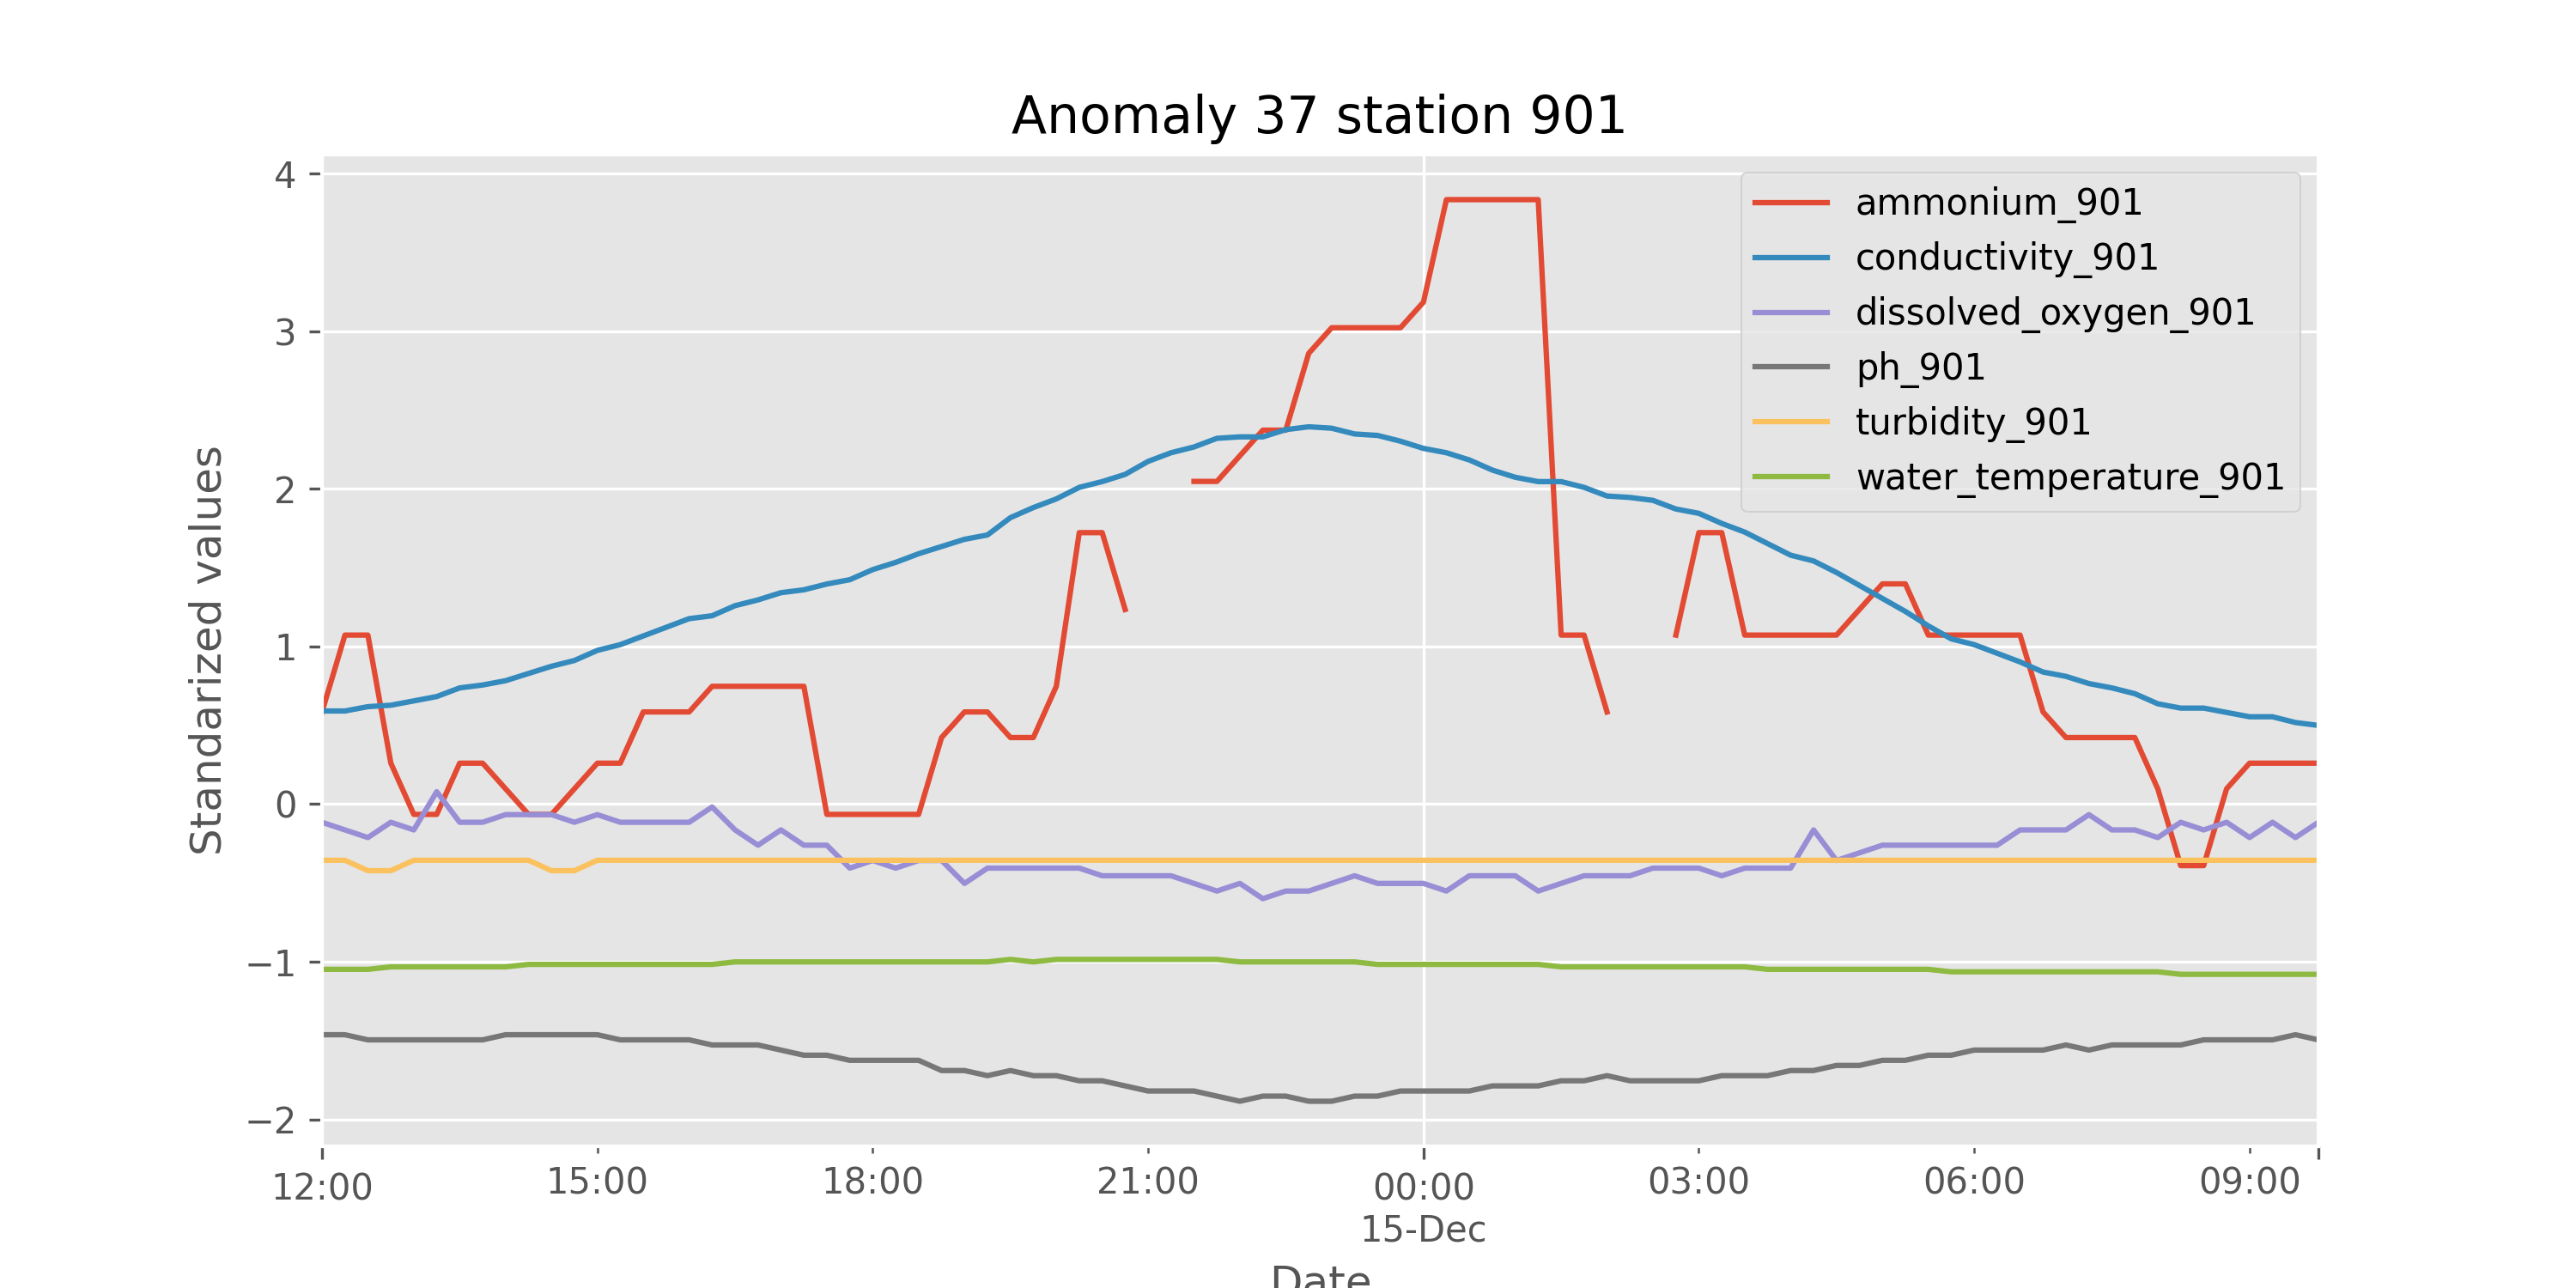 Anomaly 37 station 901
4
3
2
1
0
−1
−2
Standarized values
ammonium_901
conductivity_901
dissolved_oxygen_901
ph_901
turbidity_901
water_temperature_901
12:00 15:00 18:00 21:00 00:00 03:00 06:00 09:00
15-Dec
Date